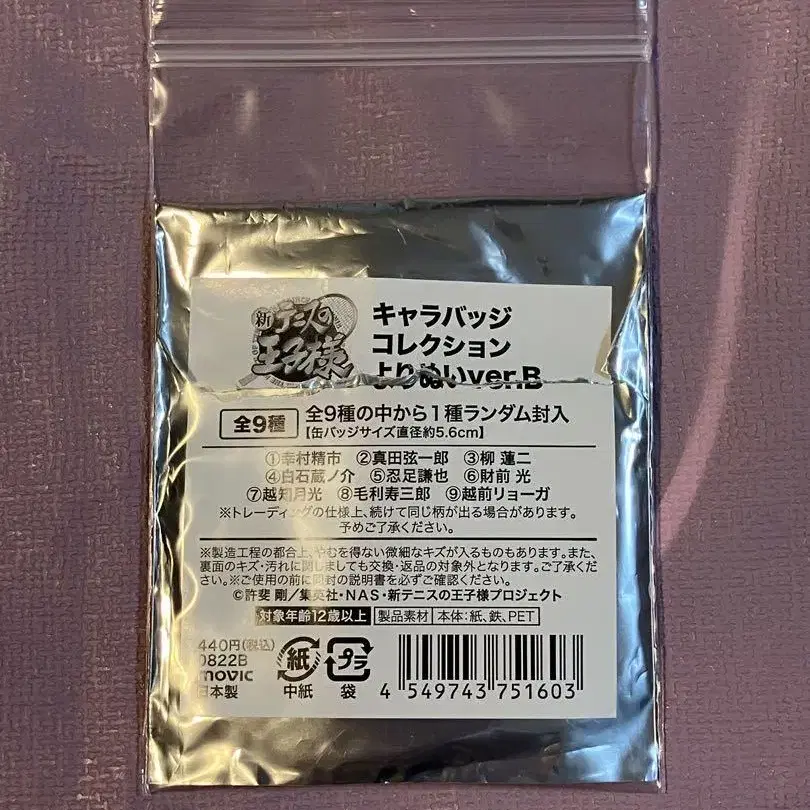 新テニスの
王子様
キャラバッジ
コレクション
よりぬいver.B
全9種
全9種の中から1種ランダム封入
【缶バッジサイズ直径約5.6cm】
①幸村精市 ②真田弦一郎 ③柳 蓮二
④白石蔵ノ介 ⑤忍足謙也 ⑥財前 光
⑦越知月光 ⑧毛利寿三郎 ⑨越前リョーガ
※トレーディングの仕様上、続けて同じ柄が出る場合があります。
予めご了承ください。
※製造工程の都合上、やむを得ない微細なキズが入るものもあります。また、
裏面のキズ・汚れに関しましても交換・返品の対象外となります。ご了承くだ
さい。※ご使用の前に同封の説明書を必ずご確認ください。
©許斐 剛／集英社・NAS・新テニスの王子様プロジェクト
対象年齢12歳以上 製品素材 本体：紙、鉄、PET
440円(税込)
0822B
movic
日本製
紙
中紙
プラ
袋
4 549743 751603